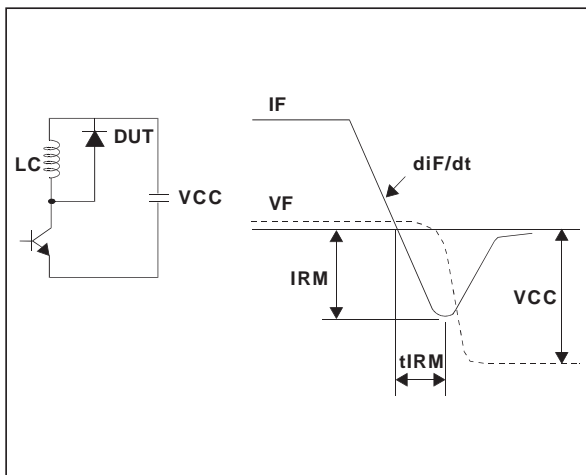 LC
DUT
VCC
IF
diF/dt
VF
IRM
VCC
tIRM